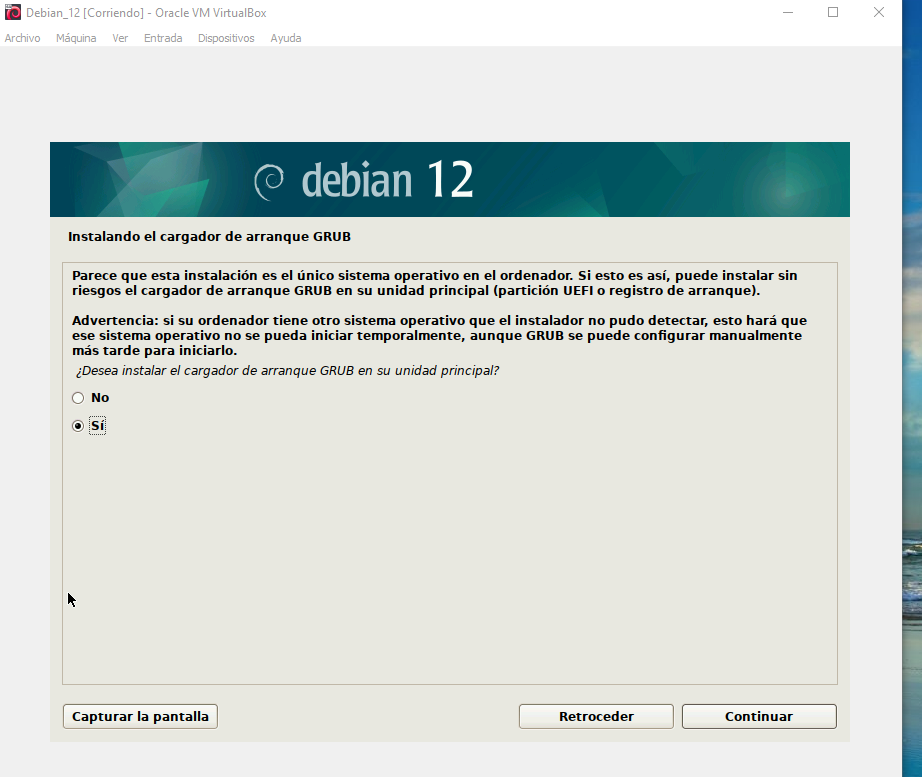 Debian_12 [Corriendo] - Oracle VM VirtualBox
Archivo Máquina Ver Entrada Dispositivos Ayuda
debian 12
Instalando el cargador de arranque GRUB
Parece que esta instalación es el único sistema operativo en el ordenador. Si esto es así, puede instalar sin
riesgos el cargador de arranque GRUB en su unidad principal (partición UEFI o registro de arranque).
Advertencia: si su ordenador tiene otro sistema operativo que el instalador no pudo detectar, esto hará que
ese sistema operativo no se pueda iniciar temporalmente, aunque GRUB se puede configurar manualmente
más tarde para iniciarlo.
¿Desea instalar el cargador de arranque GRUB en su unidad principal?
No
Sí
Capturar la pantalla Retroceder Continuar